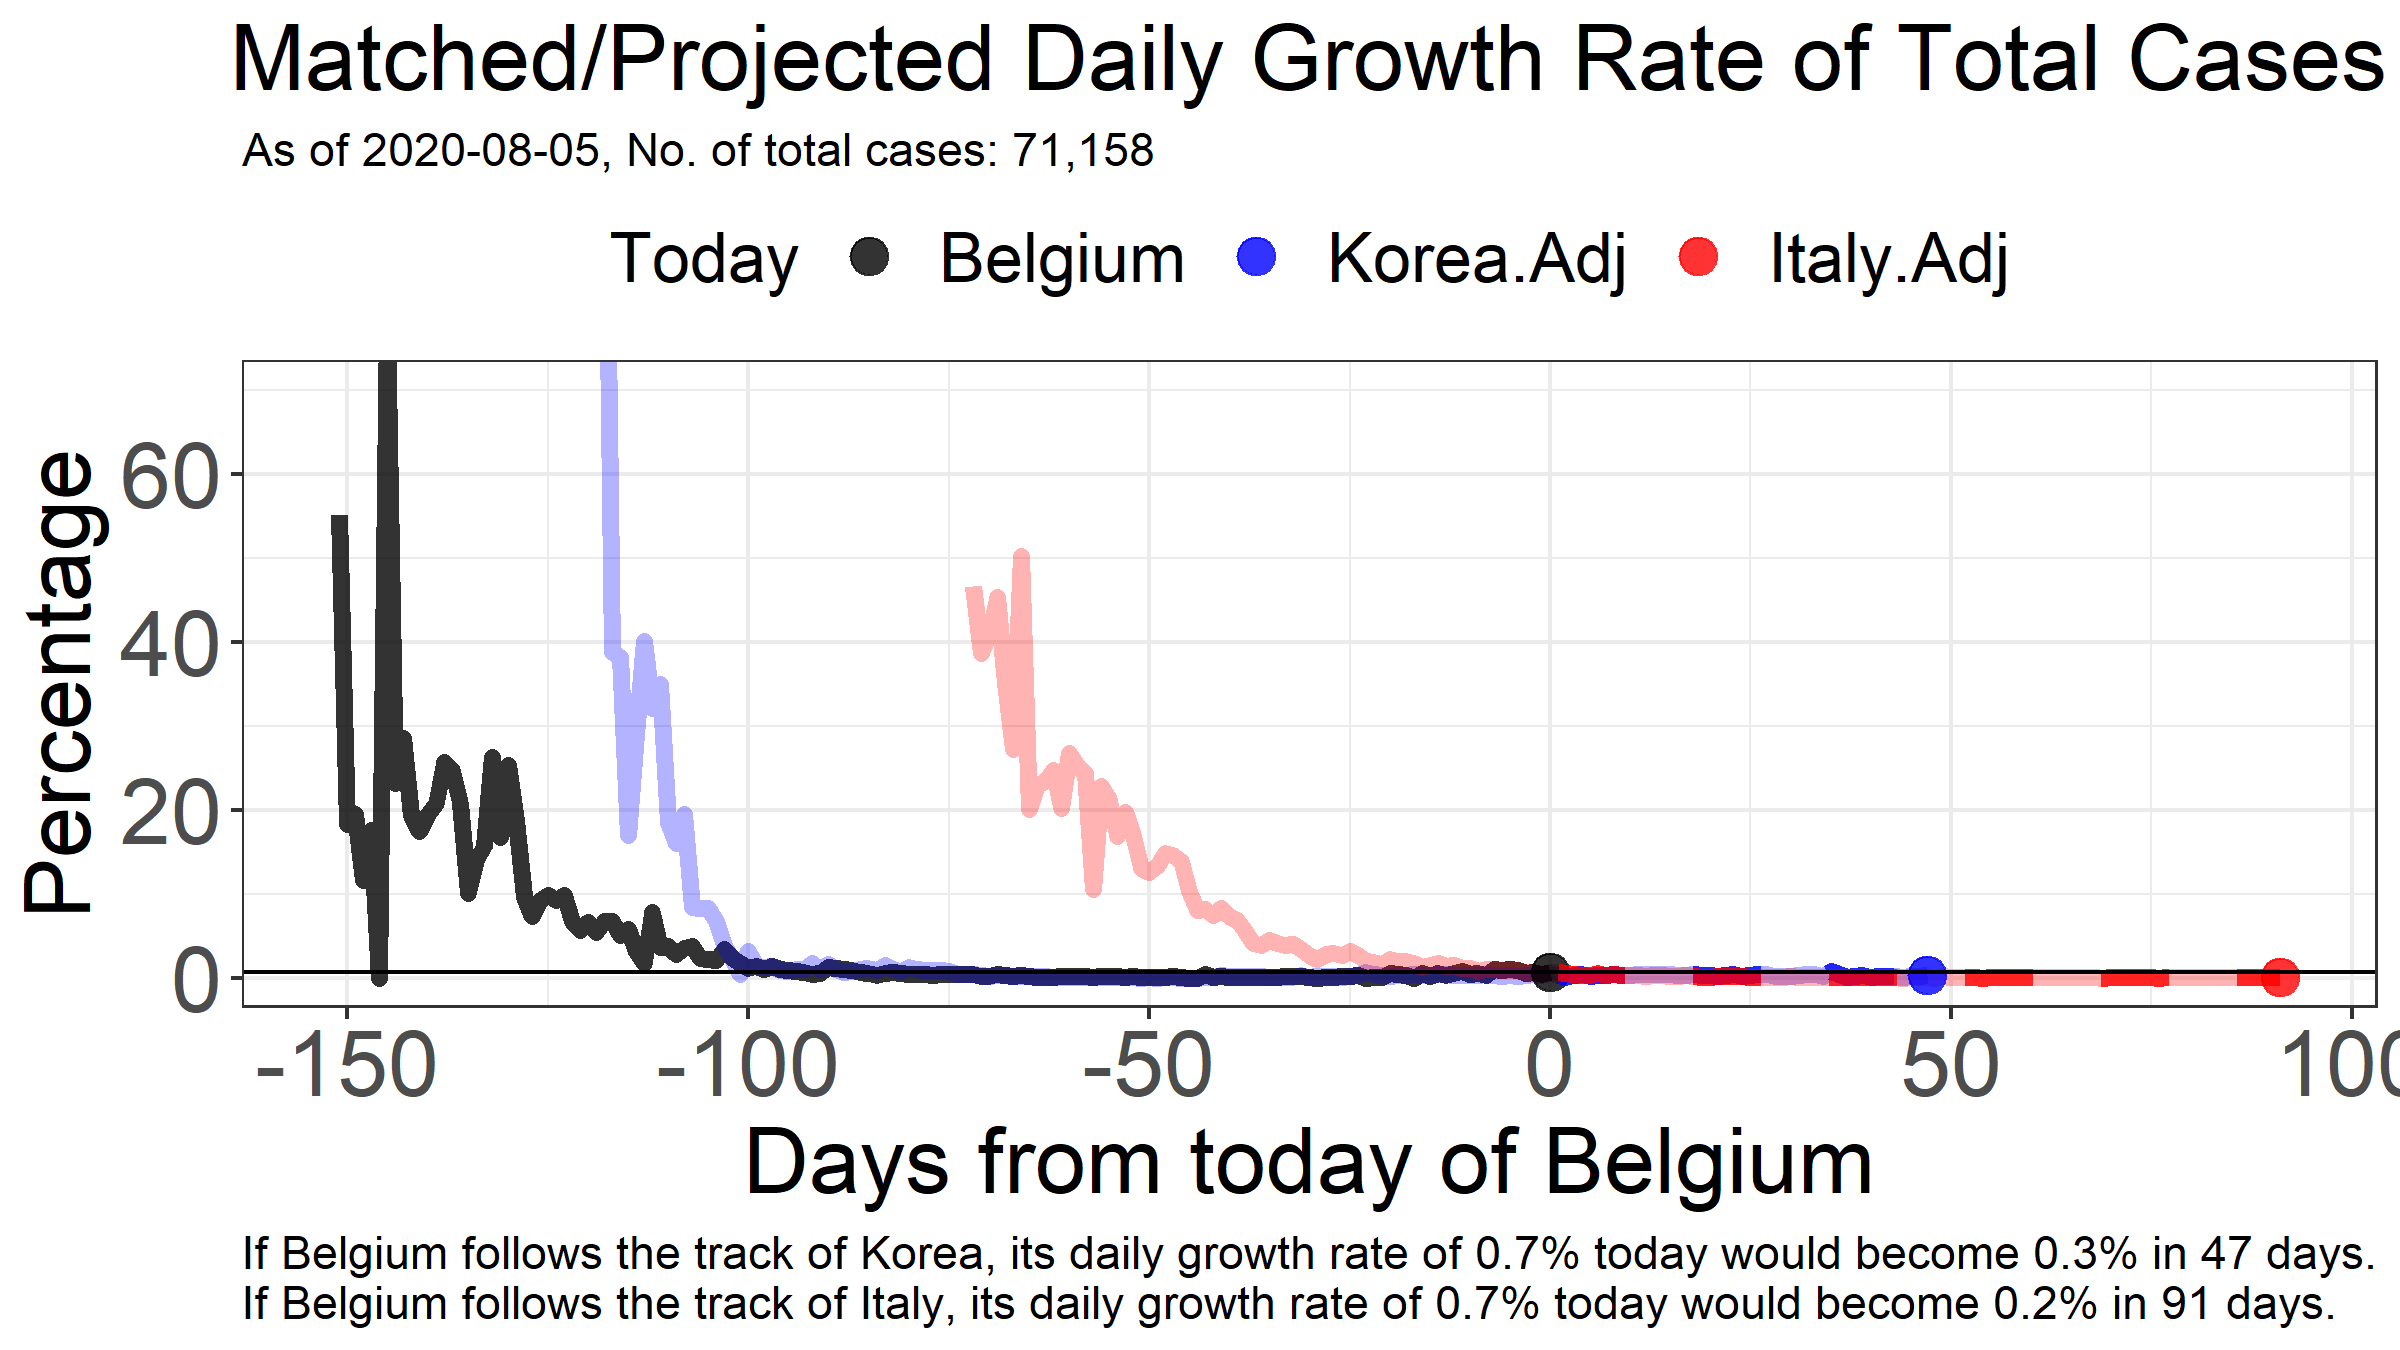 Matched/Projected Daily Growth Rate of Total Cases
As of 2020-08-05, No. of total cases: 71,158
Today Belgium Korea.Adj Italy.Adj
Percentage
60
40
20
0
-150 -100 -50 0 50 100
Days from today of Belgium
If Belgium follows the track of Korea, its daily growth rate of 0.7% today would become 0.3% in 47 days.
If Belgium follows the track of Italy, its daily growth rate of 0.7% today would become 0.2% in 91 days.